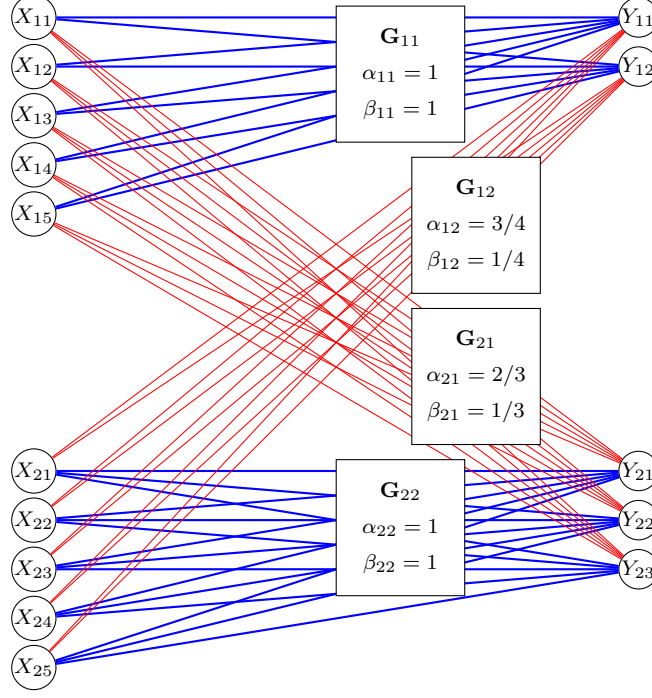 X₁₁
X₁₂
X₁₃
X₁₄
X₁₅
G₁₁
α₁₁ = 1
β₁₁ = 1
Y₁₁
Y₁₂
G₁₂
α₁₂ = 3/4
β₁₂ = 1/4
G₂₁
α₂₁ = 2/3
β₂₁ = 1/3
X₂₁
X₂₂
X₂₃
X₂₄
X₂₅
G₂₂
α₂₂ = 1
β₂₂ = 1
Y₂₁
Y₂₂
Y₂₃